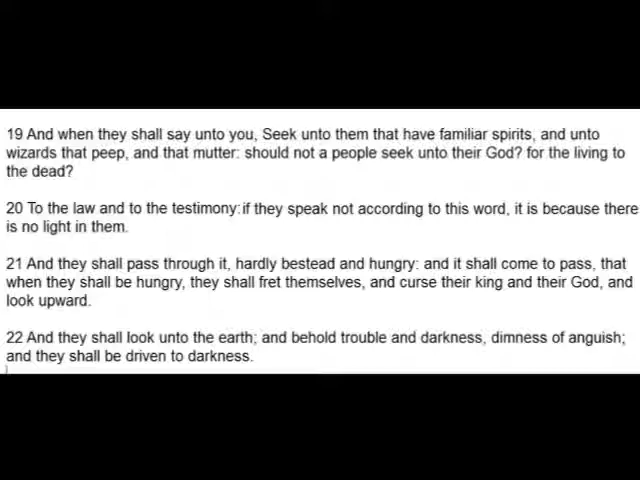 19 And when they shall say unto you, Seek unto them that have familiar spirits, and unto
wizards that peep, and that mutter: should not a people seek unto their God? for the living to
the dead?
20 To the law and to the testimony: if they speak not according to this word, it is because there
is no light in them.
21 And they shall pass through it, hardly bestead and hungry: and it shall come to pass, that
when they shall be hungry, they shall fret themselves, and curse their king and their God, and
look upward.
22 And they shall look unto the earth; and behold trouble and darkness, dimness of anguish;
and they shall be driven to darkness.